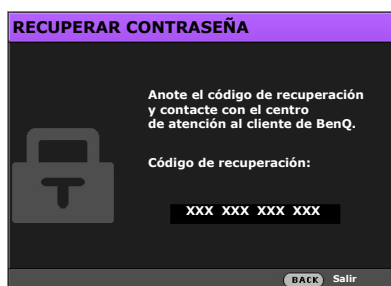 RECUPERAR CONTRASEÑA
Anote el código de recuperación
y contacte con el centro
de atención al cliente de BenQ.
Código de recuperación:
XXX XXX XXX XXX
BACK Salir